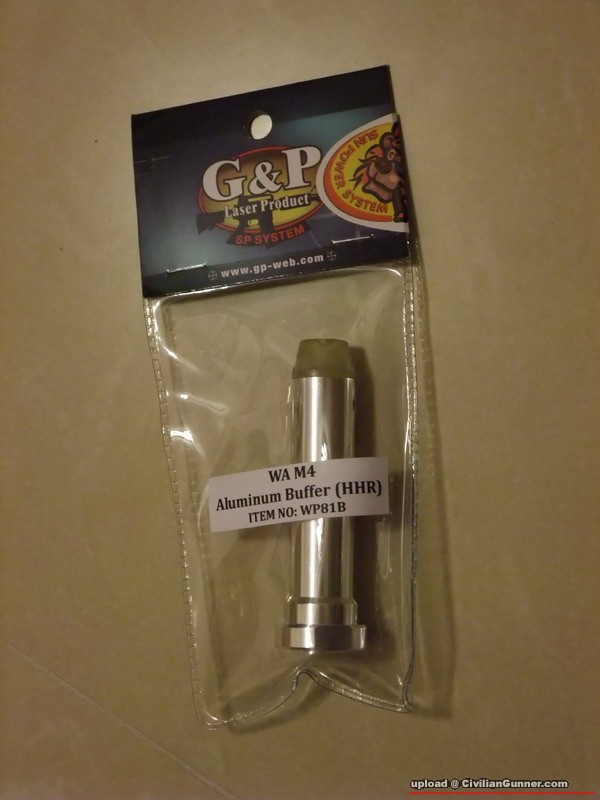 G&P
Laser Product
SP SYSTEM
SUN POWER SYSTEM
www.gp-web.com
WA M4
Aluminum Buffer (HHR)
ITEM NO: WP81B
upload @ CivilianGunner.com